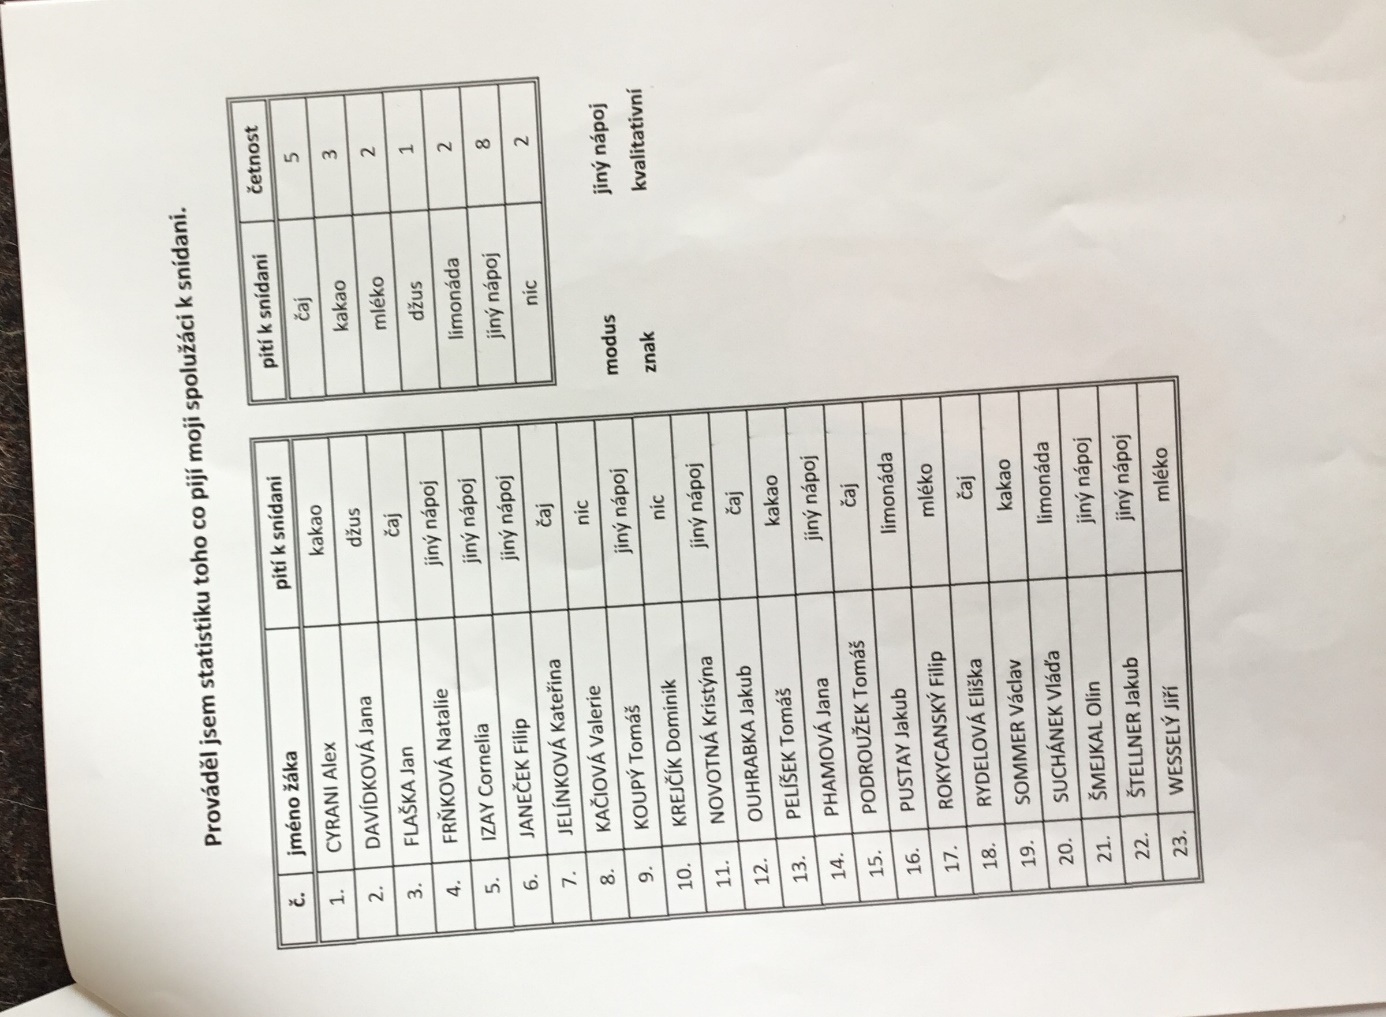 Prováděl jsem statistiku toho co pijí moji spolužáci k snídani.
č. jméno žáka pití k snídani
1. CYRANI Alex kakao
2. DAVÍDKOVÁ Jana džus
3. FLAŠKA Jan čaj
4. FRŇKOVÁ Natalie jiný nápoj
5. IZAY Cornelia jiný nápoj
6. JANEČEK Filip jiný nápoj
7. JELÍNKOVÁ Kateřina čaj
8. KAČIOVÁ Valerie nic
9. KOUPÝ Tomáš jiný nápoj
10. KREJČÍK Dominik nic
11. NOVOTNÁ Kristýna jiný nápoj
12. OUHRABKA Jakub čaj
13. PELÍŠEK Tomáš kakao
14. PHAMOVÁ Jana jiný nápoj
15. PODROUŽEK Tomáš čaj
16. PUSTAY Jakub limonáda
17. ROKYCANSKÝ Filip mléko
18. RYDELOVÁ Eliška čaj
19. SOMMER Václav kakao
20. SUCHÁNEK Vláďa limonáda
21. ŠMEJKAL Olin jiný nápoj
22. ŠTELLNER Jakub jiný nápoj
23. WESSELÝ Jiří mléko
pití k snídani četnost
čaj 5
kakao 3
mléko 2
džus 1
limonáda 2
jiný nápoj 8
nic 2
modus jiný nápoj
znak kvalitativní